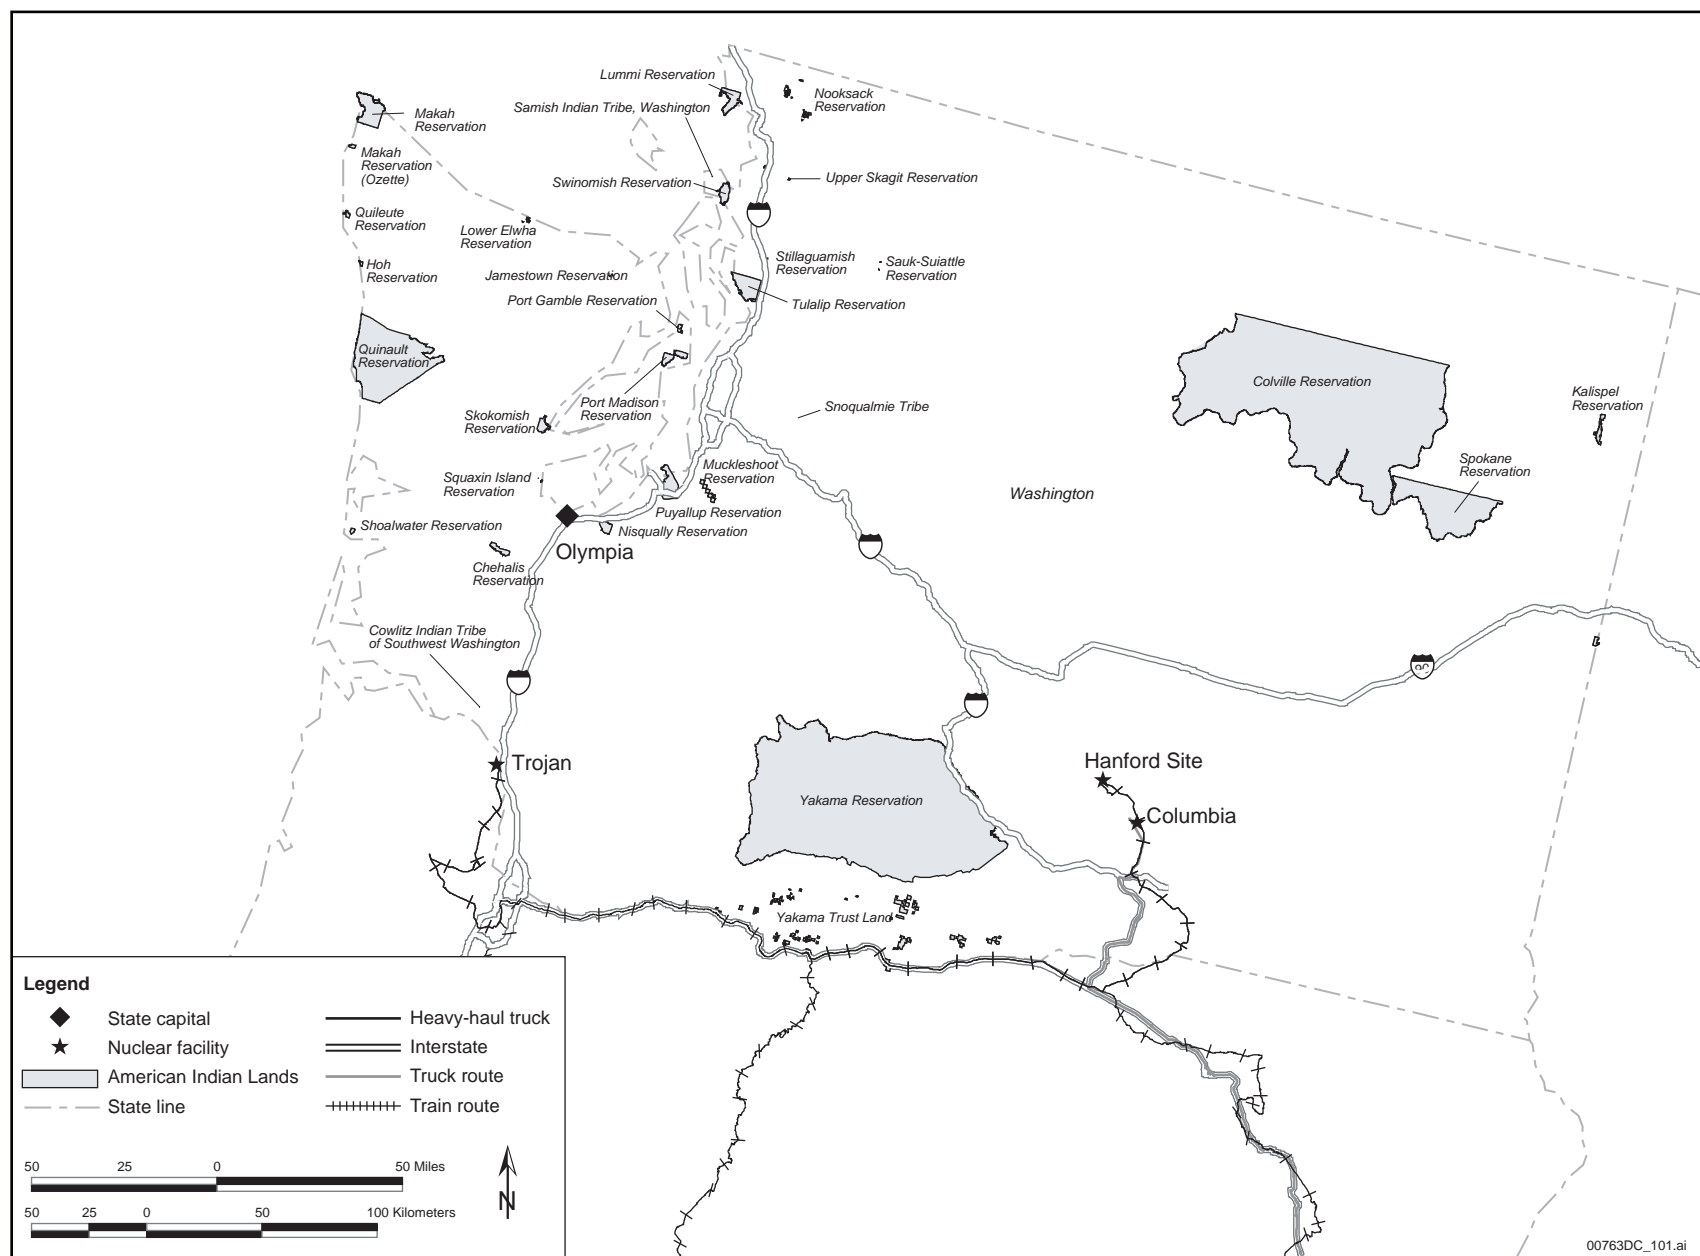 Lummi Reservation
Samish Indian Tribe, Washington
Nooksack
Reservation
Makah
Reservation
Makah
Reservation
(Ozette)
Swinomish Reservation
Upper Skagit Reservation
Quileute
Reservation
Lower Elwha
Reservation
Hoh
Reservation
Jamestown Reservation
Stillaguamish
Reservation
Sauk-Suiattle
Reservation
Port Gamble Reservation
Tulalip Reservation
Quinault
Reservation
Colville Reservation
Kalispel
Reservation
Port Madison
Reservation
Snoqualmie Tribe
Skokomish
Reservation
Spokane
Reservation
Squaxin Island
Reservation
Muckleshoot
Reservation
Washington
Puyallup Reservation
Shoalwater Reservation
Nisqually Reservation
Olympia
Chehalis
Reservation
Cowlitz Indian Tribe
of Southwest Washington
Trojan
Hanford Site
Yakama Reservation
Columbia
Yakama Trust Land
Legend
State capital
Nuclear facility
American Indian Lands
State line
Heavy-haul truck
Interstate
Truck route
Train route
50 25 0 50 Miles
50 25 0 50 100 Kilometers
N
00763DC_101.ai